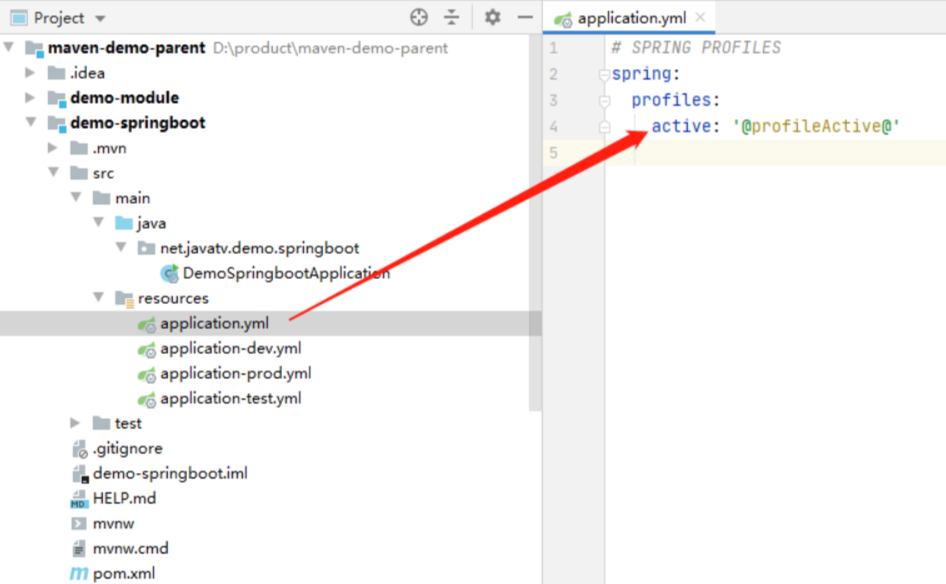 Project
maven-demo-parent D:\product\maven-demo-parent
.idea
demo-module
demo-springboot
.mvn
src
main
java
net.javatv.demo.springboot
DemoSpringbootApplication
resources
application.yml
application-dev.yml
application-prod.yml
application-test.yml
test
.gitignore
demo-springboot.iml
HELP.md
mvnw
mvnw.cmd
pom.xml
application.yml
1 # SPRING PROFILES
2 spring:
3 profiles:
4 active: '@profileActive@'
5